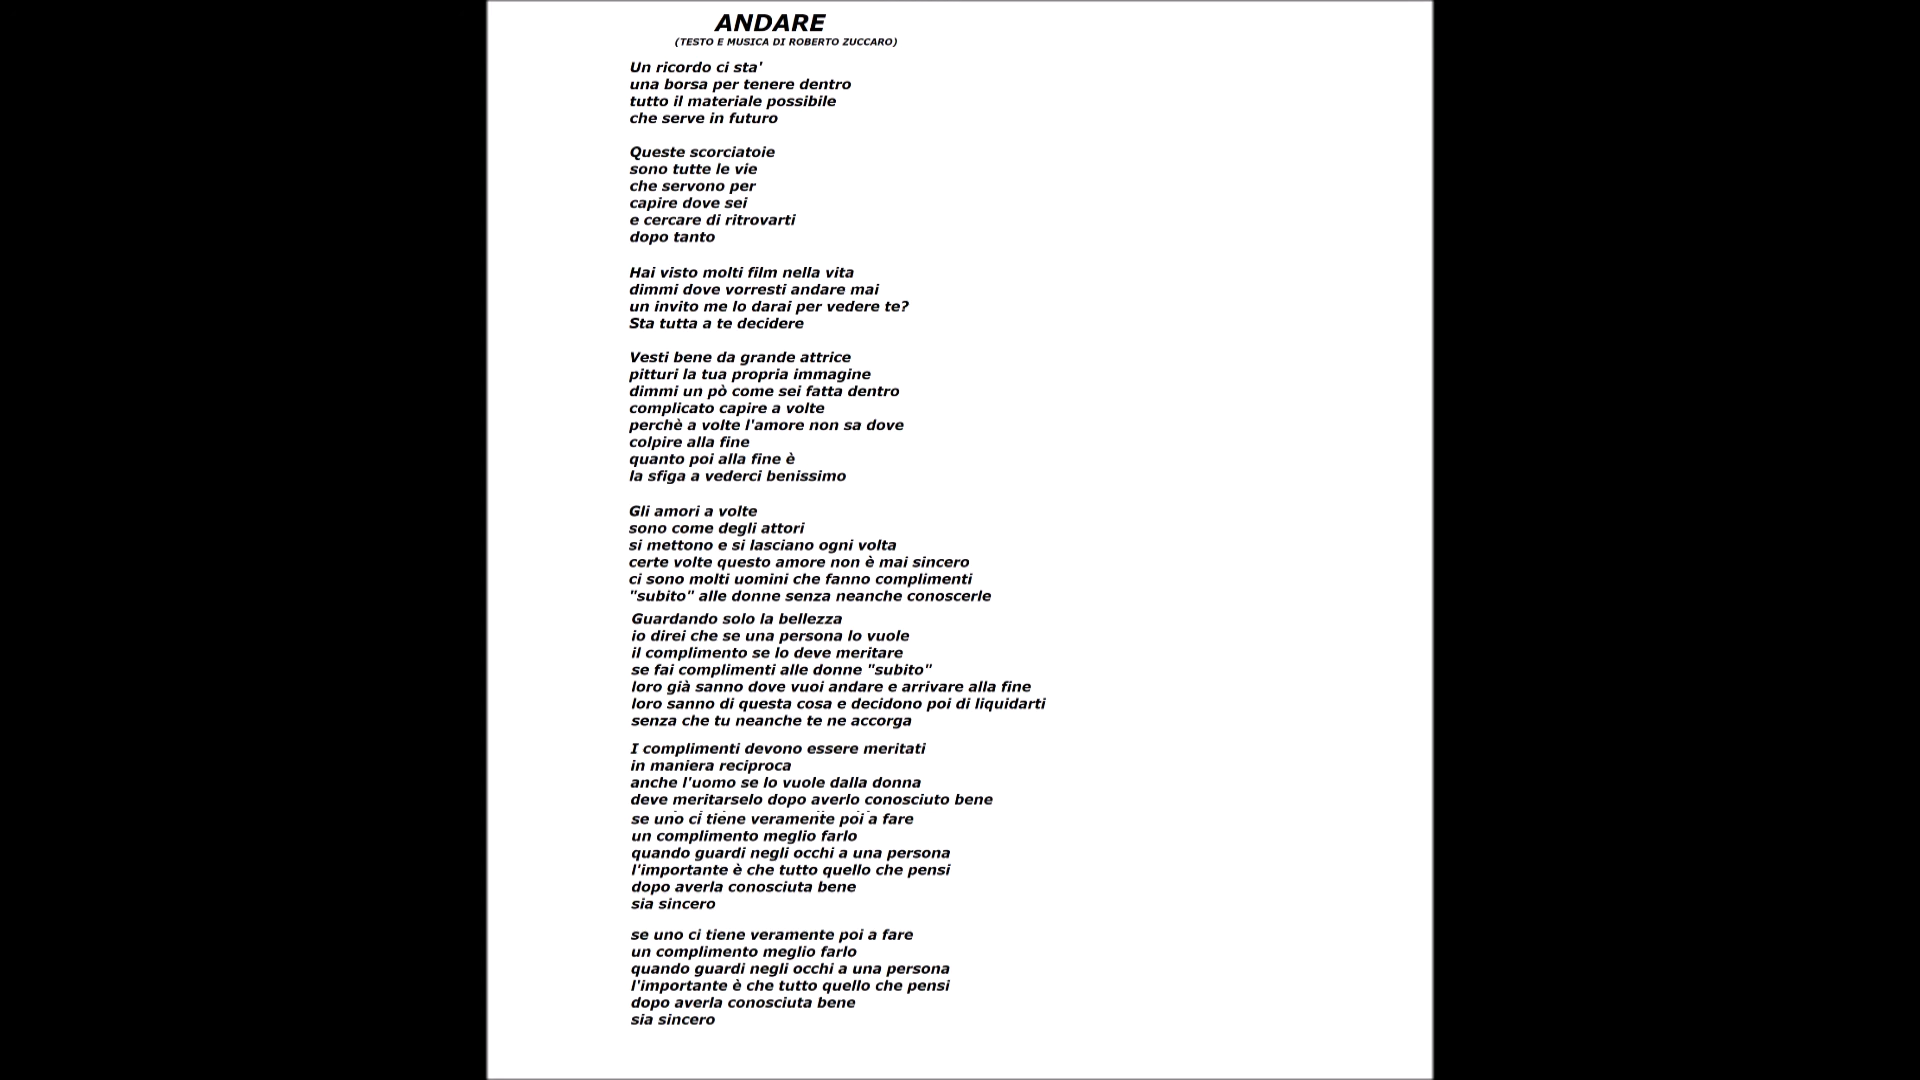 ANDARE
(TESTO E MUSICA DI ROBERTO ZUCCARO)
Un ricordo ci sta'
una borsa per tenere dentro
tutto il materiale possibile
che serve in futuro
Queste scorciatoie
sono tutte le vie
che servono per
capire dove sei
e cercare di ritrovarti
dopo tanto
Hai visto molti film nella vita
dimmi dove vorresti andare mai
un invito me lo darai per vedere te?
Sta tutta a te decidere
Vesti bene da grande attrice
pitturi la tua propria immagine
dimmi un pò come sei fatta dentro
complicato capire a volte
perchè a volte l'amore non sa dove
colpire alla fine
quanto poi alla fine è
la sfiga a vederci benissimo
Gli amori a volte
sono come degli attori
si mettono e si lasciano ogni volta
certe volte questo amore non è mai sincero
ci sono molti uomini che fanno complimenti
"subito" alle donne senza neanche conoscerle
Guardando solo la bellezza
io direi che se una persona lo vuole
il complimento se lo deve meritare
se fai complimenti alle donne "subito"
loro già sanno dove vuoi andare e arrivare alla fine
loro sanno di questa cosa e decidono poi di liquidarti
senza che tu neanche te ne accorga
I complimenti devono essere meritati
in maniera reciproca
anche l'uomo se lo vuole dalla donna
deve meritarselo dopo averlo conosciuto bene
se uno ci tiene veramente poi a fare
un complimento meglio farlo
quando guardi negli occhi a una persona
l'importante è che tutto quello che pensi
dopo averla conosciuta bene
sia sincero
se uno ci tiene veramente poi a fare
un complimento meglio farlo
quando guardi negli occhi a una persona
l'importante è che tutto quello che pensi
dopo averla conosciuta bene
sia sincero